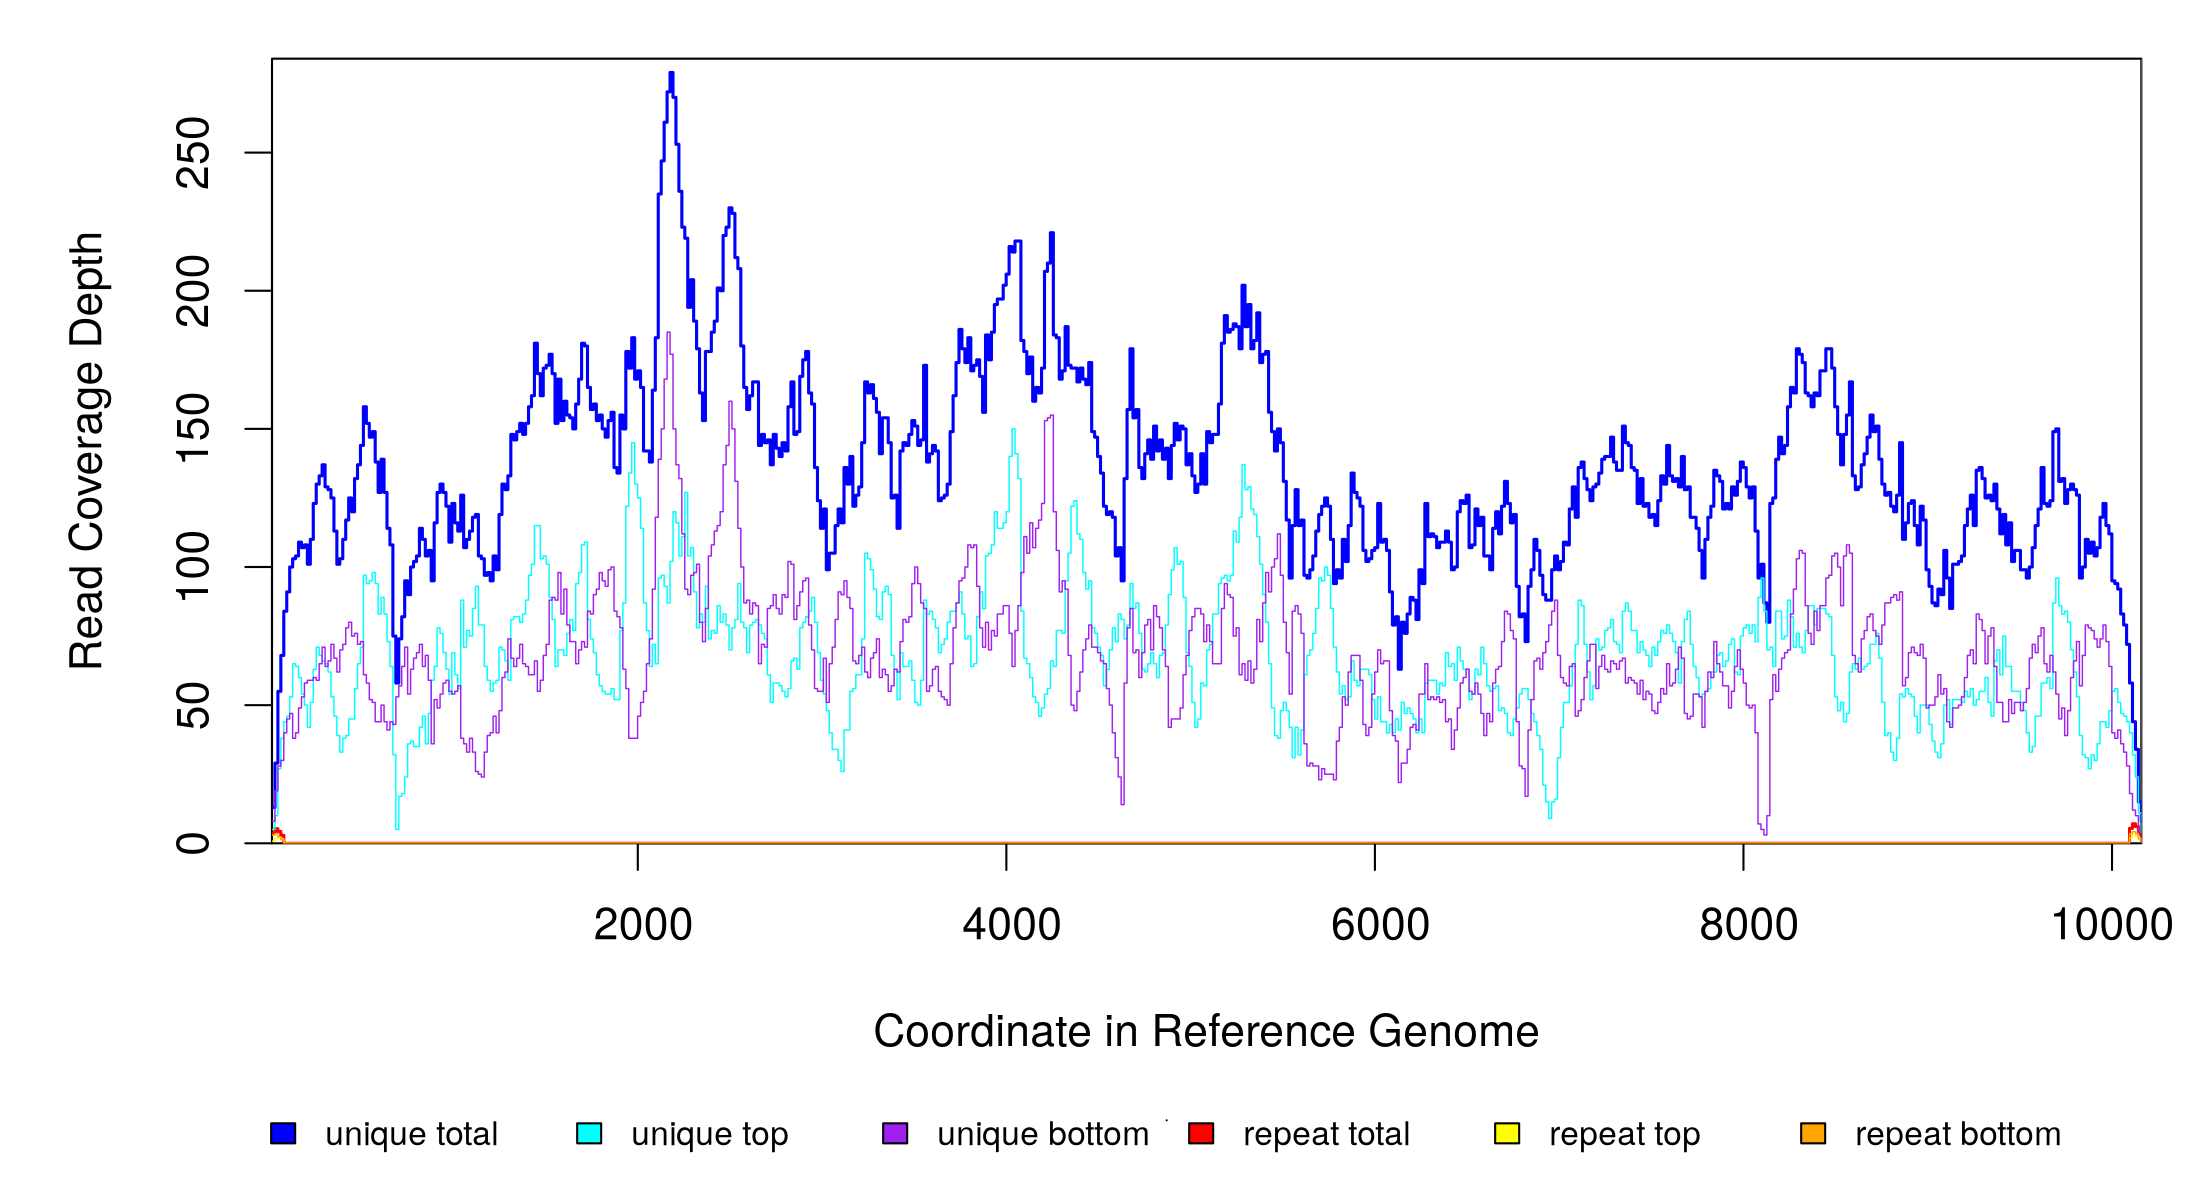 Read Coverage Depth
250
200
150
100
50
0
2000 4000 6000 8000 10000
Coordinate in Reference Genome
unique total unique top unique bottom repeat total repeat top repeat bottom